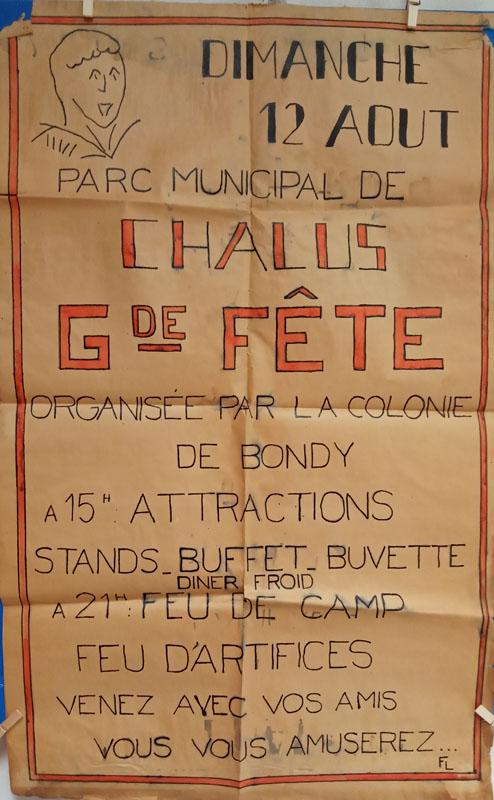 DIMANCHE
12 AOUT
PARC MUNICIPAL DE
CHALUS
GDE FÊTE
ORGANISÉE PAR LA COLONIE
DE BONDY
A 15H: ATTRACTIONS
STANDS_BUFFET_BUVETTE
DINER FROID
A 21H: FEU DE CAMP
FEU D'ARTIFICES
VENEZ AVEC VOS AMIS
VOUS VOUS AMUSEREZ...
FL